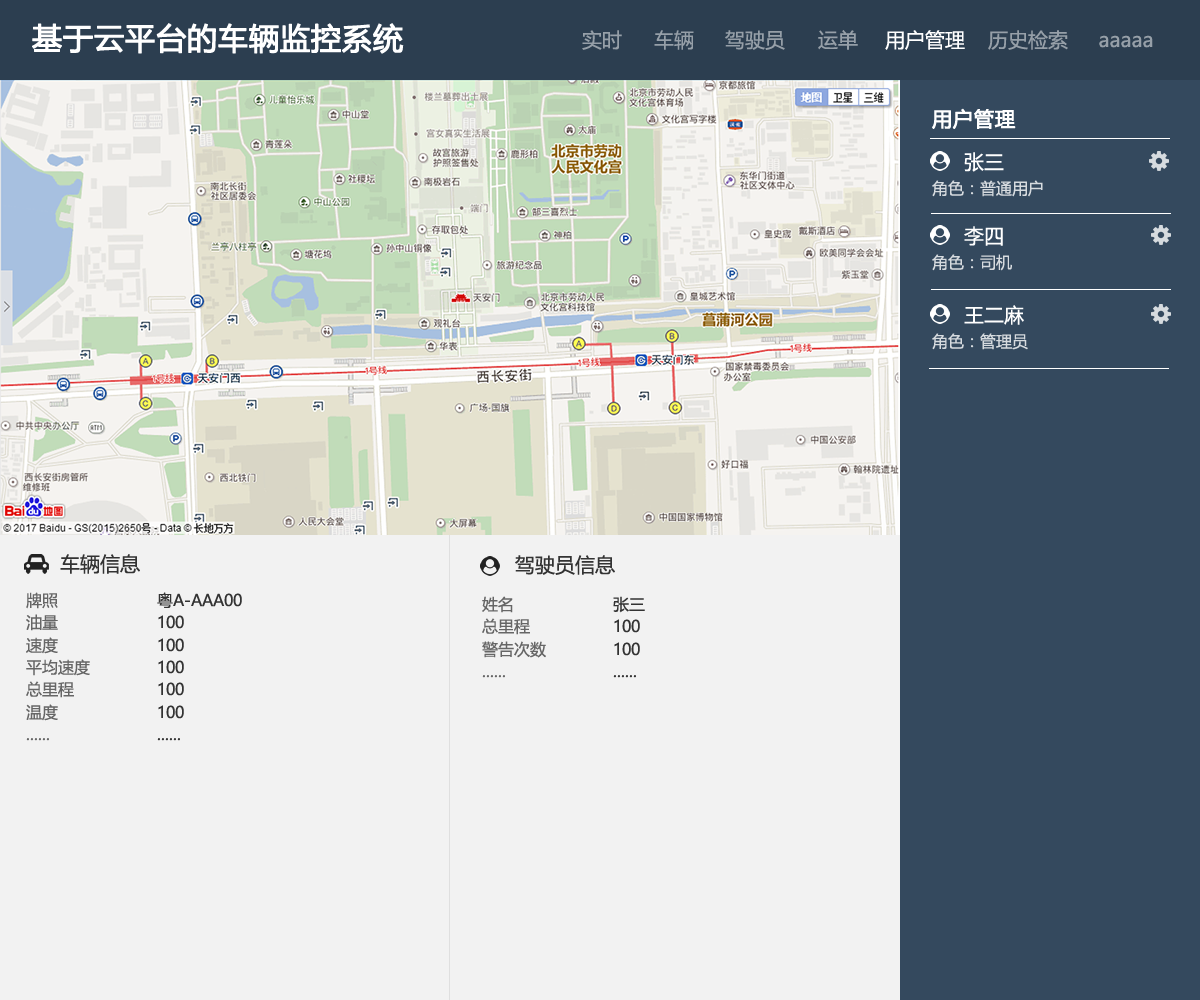 基于云平台的车辆监控系统
实时 车辆 驾驶员 运单 用户管理 历史检索 aaaaa
地图 卫星 三维
儿童怡乐城
中山堂
青莲朵
南北长街
社区居委会
社稷坛
中山公园
兰亭八柱亭
塘花坞
孙中山铜像
楼兰墓葬出土展
宫女真实生活展
故宫旅游
护照签售处
南极岩石
端门
存取包处
旅游纪念品
鹿形柏
太庙
北京市劳动
人民文化宫
北京市劳动人民
文化宫体育场
京都旅馆
文化宫写字楼
东华门街道
社区文体中心
郜三喜烈士
神柏
皇史宬
戴斯酒店
欧美同学会会址
紫玉堂
天安门
北京市劳动人民
文化宫科技馆
皇城艺术馆
菖蒲河公园
观礼台
华表
A
B
C
1号线
天安门西
1号线
西长安街
A
B
1号线
天安门东
1号线
D
C
国家禁毒委员会
办公室
广场-国旗
中共中央办公厅
P
P
P
西北铁门
西长安街房管所
维修班
人民大会堂
大屏幕
好口福
中国公安部
翰林院遗址
中国国家博物馆
Bai du 地图
© 2017 Baidu - GS(2015)2650号 - Data © 长地万方
车辆信息
牌照 粤A-AAA00
油量 100
速度 100
平均速度 100
总里程 100
温度 100
...... ......
驾驶员信息
姓名 张三
总里程 100
警告次数 100
...... ......
用户管理
张三
角色：普通用户
李四
角色：司机
王二麻
角色：管理员